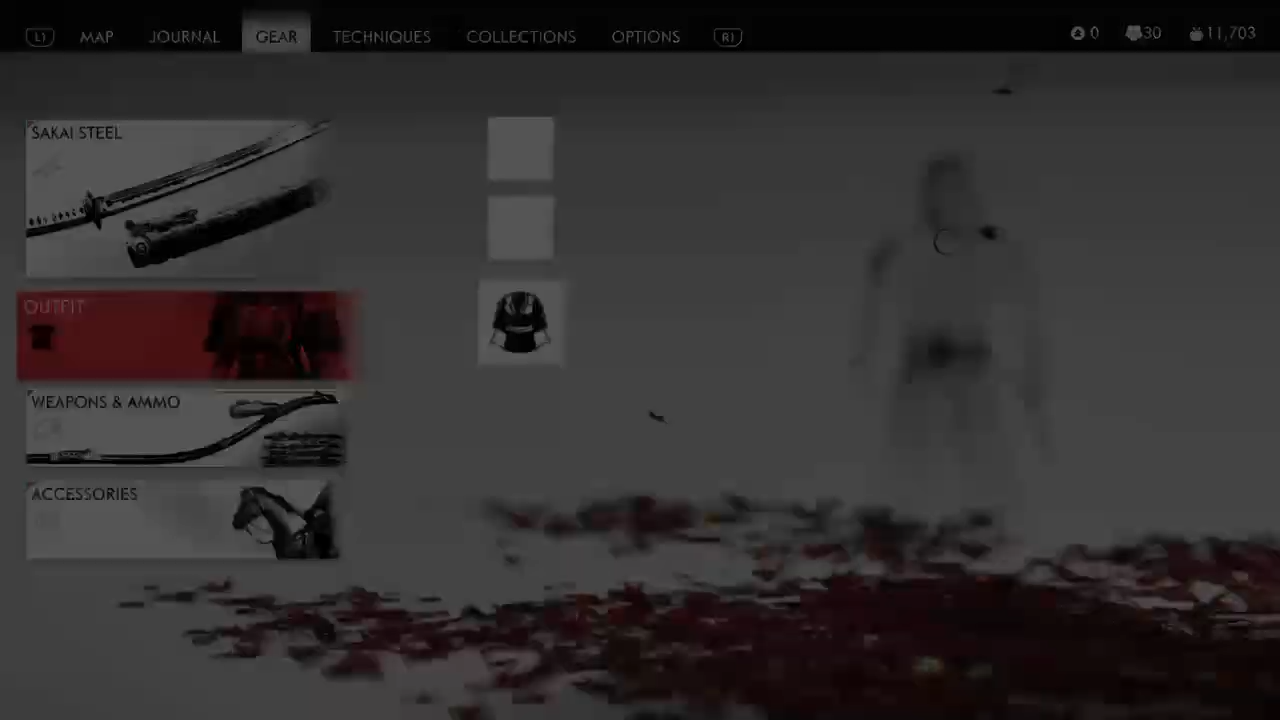 L1 MAP JOURNAL GEAR TECHNIQUES COLLECTIONS OPTIONS R1 0 30 11,703
SAKAI STEEL
OUTFIT
WEAPONS & AMMO
ACCESSORIES